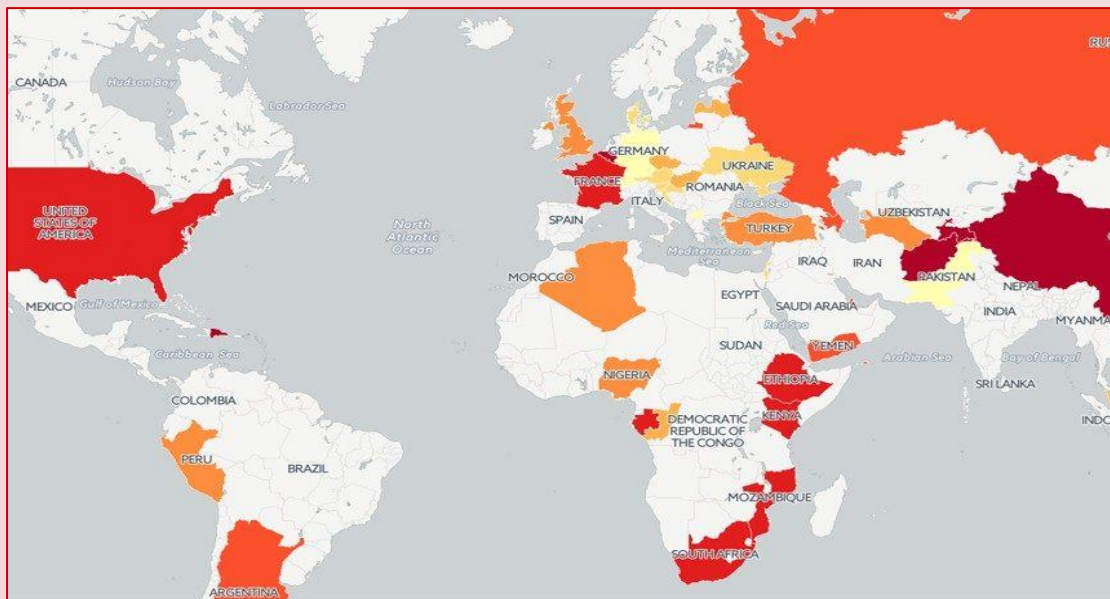 CANADA
Hudson Bay
Labrador Sea
UNITED
STATES OF
AMERICA
North
Atlantic
Ocean
MEXICO
Gulf of Mexico
Caribbean Sea
COLOMBIA
PERU
BRAZIL
ARGENTINA
GERMANY
FRANCE
UKRAINE
ROMANIA
ITALY
SPAIN
Black Sea
TURKEY
UZBEKISTAN
Mediterranean
Sea
MOROCCO
IRAQ
IRAN
PAKISTAN
NEPAL
EGYPT
SAUDI ARABIA
INDIA
MYANMA
Red Sea
SUDAN
YEMEN
Arabian Sea
Bay of Bengal
NIGERIA
ETHIOPIA
SRI LANKA
KENYA
DEMOCRATIC
REPUBLIC OF
THE CONGO
INDO
MOZAMBIQUE
SOUTH AFRICA
RUS